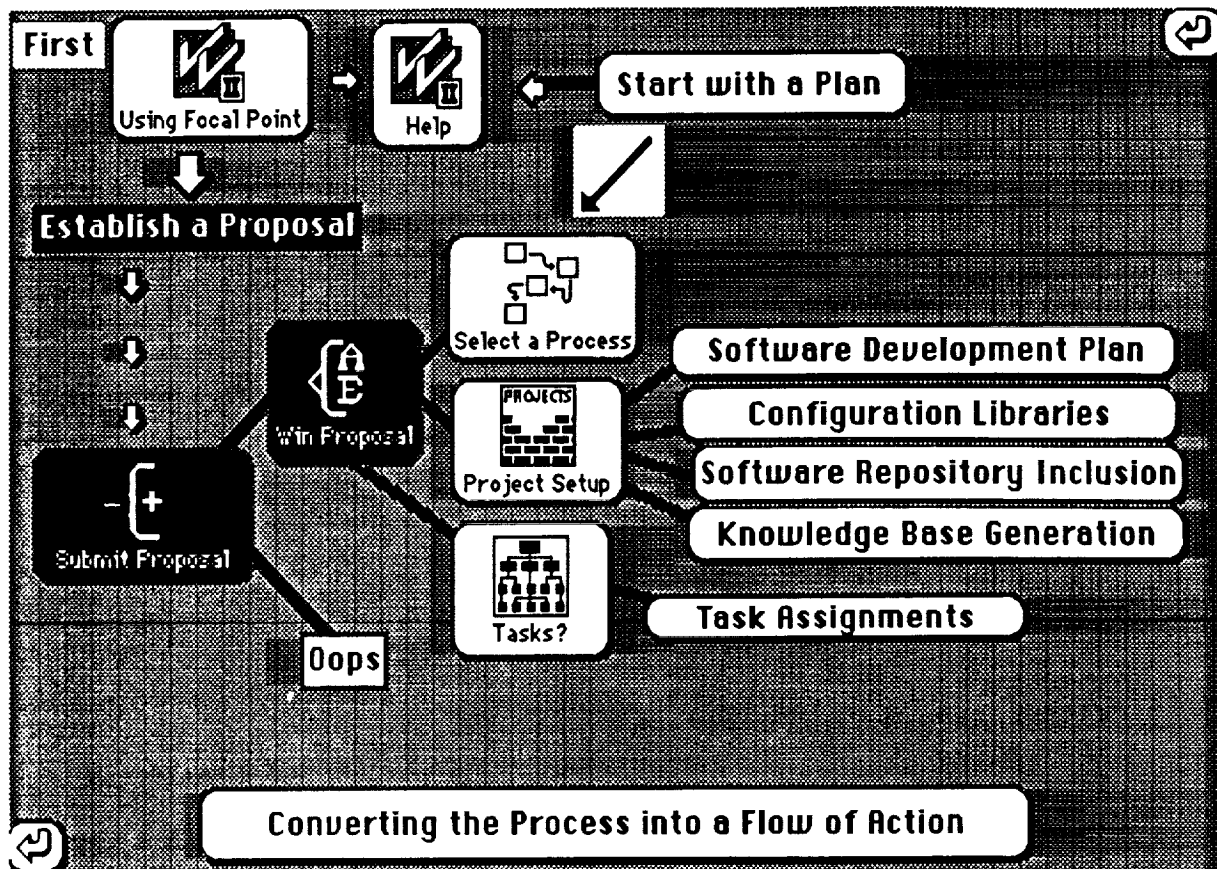 First
Using Focal Point
II
Help
II
Start with a Plan
Establish a Proposal
Select a Process
A
E
Win Proposal
PROJECTS
Project Setup
Software Development Plan
Configuration Libraries
Software Repository Inclusion
Knowledge Base Generation
- +
Submit Proposal
Tasks?
Task Assignments
Oops
Converting the Process into a Flow of Action